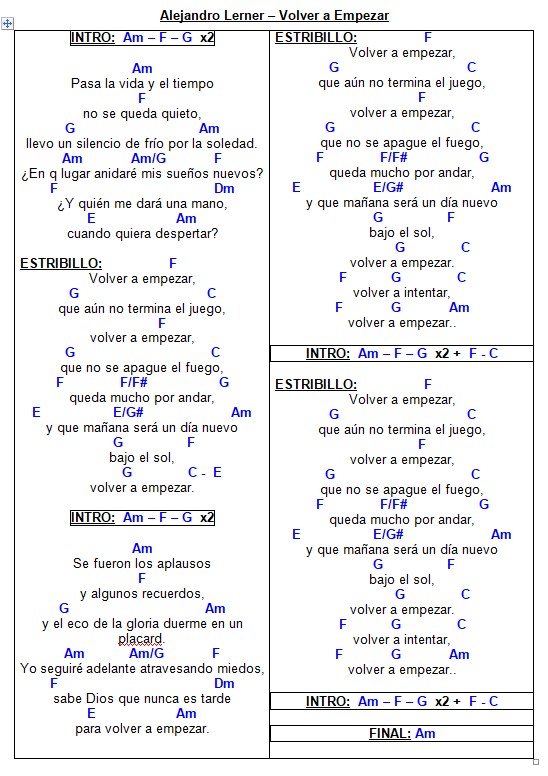 Alejandro Lerner – Volver a Empezar
INTRO: Am – F – G x2
Am
Pasa la vida y el tiempo
F
no se queda quieto,
G Am
llevo un silencio de frío por la soledad.
Am Am/G F
¿En q lugar anidaré mis sueños nuevos?
F Dm
¿Y quién me dará una mano,
E Am
cuando quiera despertar?
ESTRIBILLO: F
Volver a empezar,
G C
que aún no termina el juego,
F
volver a empezar,
G C
que no se apague el fuego,
F F/F# G
queda mucho por andar,
E E/G# Am
y que mañana será un día nuevo
G F
bajo el sol,
G C - E
volver a empezar.
INTRO: Am – F – G x2
Am
Se fueron los aplausos
F
y algunos recuerdos,
G Am
y el eco de la gloria duerme en un
placard.
Am Am/G F
Yo seguiré adelante atravesando miedos,
F Dm
sabe Dios que nunca es tarde
E Am
para volver a empezar.
ESTRIBILLO: F
Volver a empezar,
G C
que aún no termina el juego,
F
volver a empezar,
G C
que no se apague el fuego,
F F/F# G
queda mucho por andar,
E E/G# Am
y que mañana será un día nuevo
G F
bajo el sol,
G C
volver a empezar.
F G C
volver a intentar,
F G Am
volver a empezar..
INTRO: Am – F – G x2 + F - C
ESTRIBILLO: F
Volver a empezar,
G C
que aún no termina el juego,
F
volver a empezar,
G C
que no se apague el fuego,
F F/F# G
queda mucho por andar,
E E/G# Am
y que mañana será un día nuevo
G F
bajo el sol,
G C
volver a empezar.
F G C
volver a intentar,
F G Am
volver a empezar..
INTRO: Am – F – G x2 + F - C
FINAL: Am